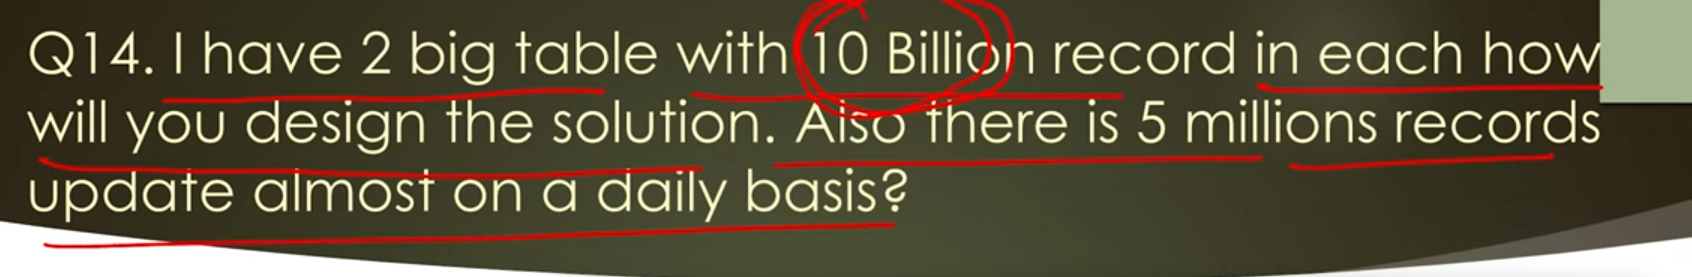 Q14. I have 2 big table with 10 Billion record in each how
will you design the solution. Also there is 5 millions records
update almost on a daily basis?